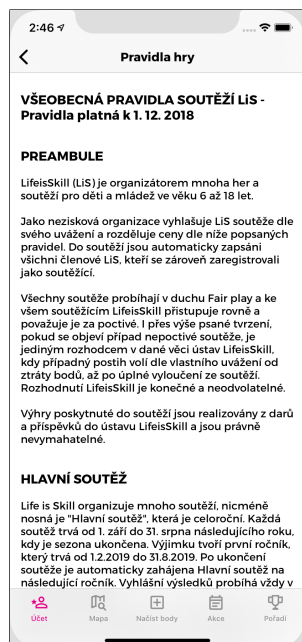 2:46
Pravidla hry
VŠEOBECNÁ PRAVIDLA SOUTĚŽÍ LiS -
Pravidla platná k 1. 12. 2018
PREAMBULE
LifeisSkill (LiS) je organizátorem mnoha her a
soutěží pro děti a mládež ve věku 6 až 18 let.
Jako nezisková organizace vyhlašuje LiS soutěže dle
svého uvážení a rozděluje ceny dle níže popsaných
pravidel. Do soutěží jsou automaticky zapsáni
všichni členové LiS, kteří se zároveň zaregistrovali
jako soutěžící.
Všechny soutěže probíhají v duchu Fair play a ke
všem soutěžícím LifeisSkill přistupuje rovně a
považuje je za poctivé. I přes výše psané tvrzení,
pokud se objeví případ nepoctivé soutěže, je
jediným rozhodcem v dané věci ústav LifeisSkill,
kdy případný postih volí dle vlastního uvážení od
ztráty bodů, až po úplné vyloučení ze soutěží.
Rozhodnutí LifeisSkill je konečné a neodvolatelné.
Výhry poskytnuté do soutěží jsou realizovány z darů
a příspěvků do ústavu LifeisSkill a jsou právně
nevymahatelné.
HLAVNÍ SOUTĚŽ
Life is Skill organizuje mnoho soutěží, nicméně
nosná je "Hlavní soutěž", která je celoroční. Každá
soutěž trvá od 1. září do 31. srpna následujícího roku,
kdy je sezona ukončena. Výjimku tvoří první ročník,
který trvá od 1.2.2019 do 31.8.2019. Po ukončení
soutěže je automaticky zahájena Hlavní soutěž na
následující ročník. Vyhlášní výsledků probíhá vždy v
Účet
Mapa
Načíst body
Akce
Pořadí